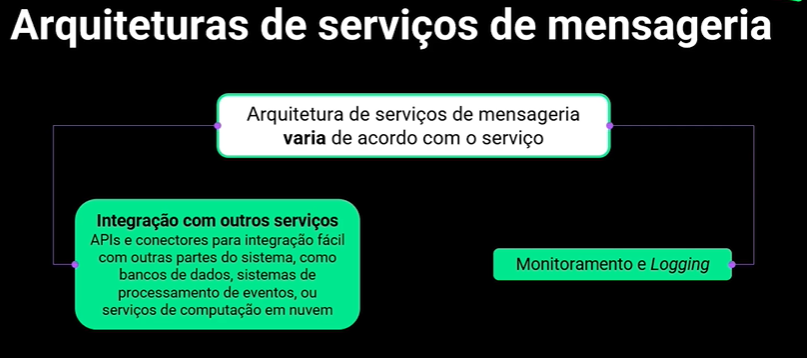 Arquiteturas de serviços de mensageria
Arquitetura de serviços de mensageria
varia de acordo com o serviço
Integração com outros serviços
APIs e conectores para integração fácil
com outras partes do sistema, como
bancos de dados, sistemas de
processamento de eventos, ou
serviços de computação em nuvem
Monitoramento e Logging